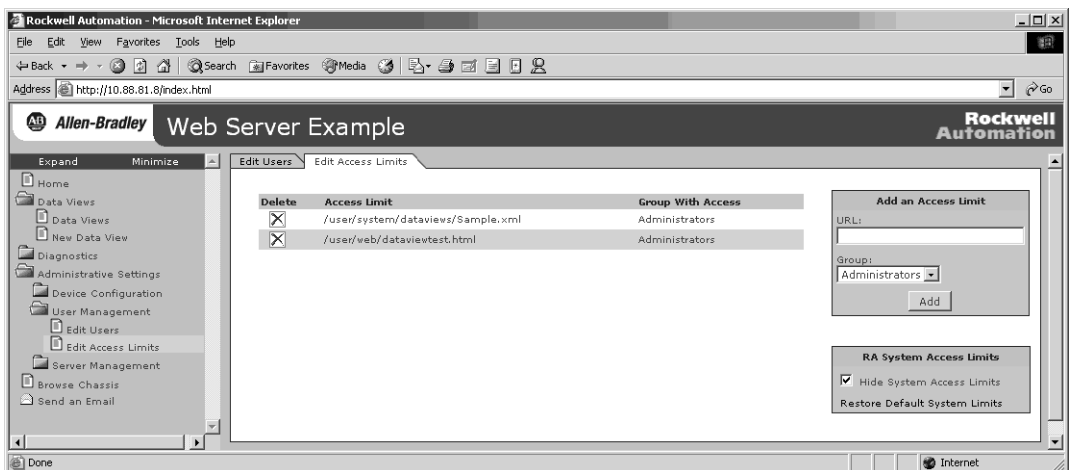 Rockwell Automation - Microsoft Internet Explorer
File Edit View Favorites Tools Help
Back Search Favorites Media
Address http://10.88.81.8/index.html Go
AB Allen-Bradley Web Server Example Rockwell Automation
Expand Minimize
Edit Users Edit Access Limits
Home
Data Views
Data Views
New Data View
Diagnostics
Administrative Settings
Device Configuration
User Management
Edit Users
Edit Access Limits
Server Management
Browse Chassis
Send an Email
Delete Access Limit Group With Access
/user/system/dataviews/Sample.xml Administrators
/user/web/dataviewtest.html Administrators
Add an Access Limit
URL:
Group:
Administrators
Add
RA System Access Limits
Hide System Access Limits
Restore Default System Limits
Done Internet